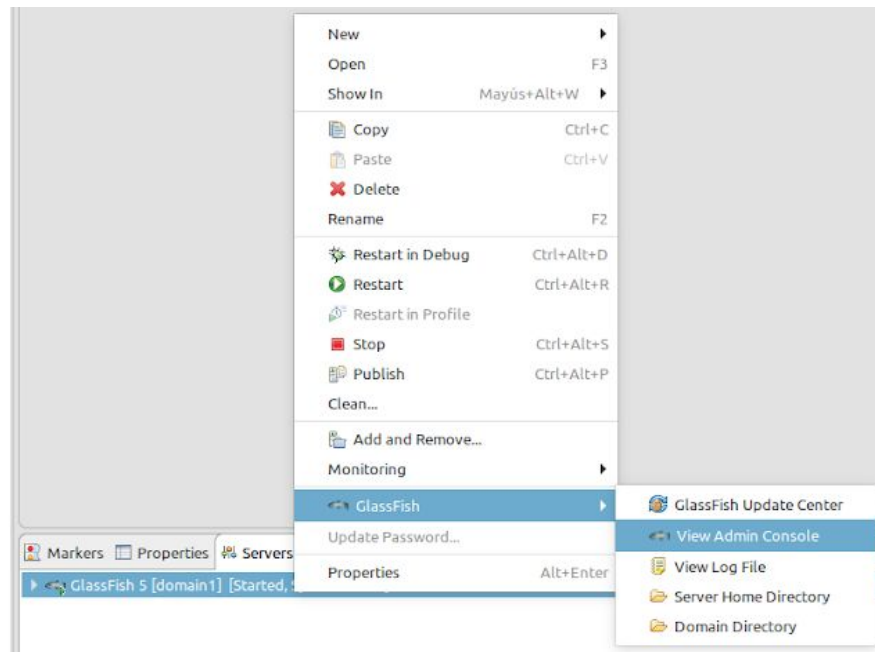 New
Open F3
Show In Mayús+Alt+W
Copy Ctrl+C
Paste Ctrl+V
Delete
Rename F2
Restart in Debug Ctrl+Alt+D
Restart Ctrl+Alt+R
Restart in Profile
Stop Ctrl+Alt+S
Publish Ctrl+Alt+P
Clean...
Add and Remove...
Monitoring
GlassFish
Update Password...
Properties Alt+Enter
GlassFish Update Center
View Admin Console
View Log File
Server Home Directory
Domain Directory
Markers Properties Servers
GlassFish 5 [domain1] [Started,